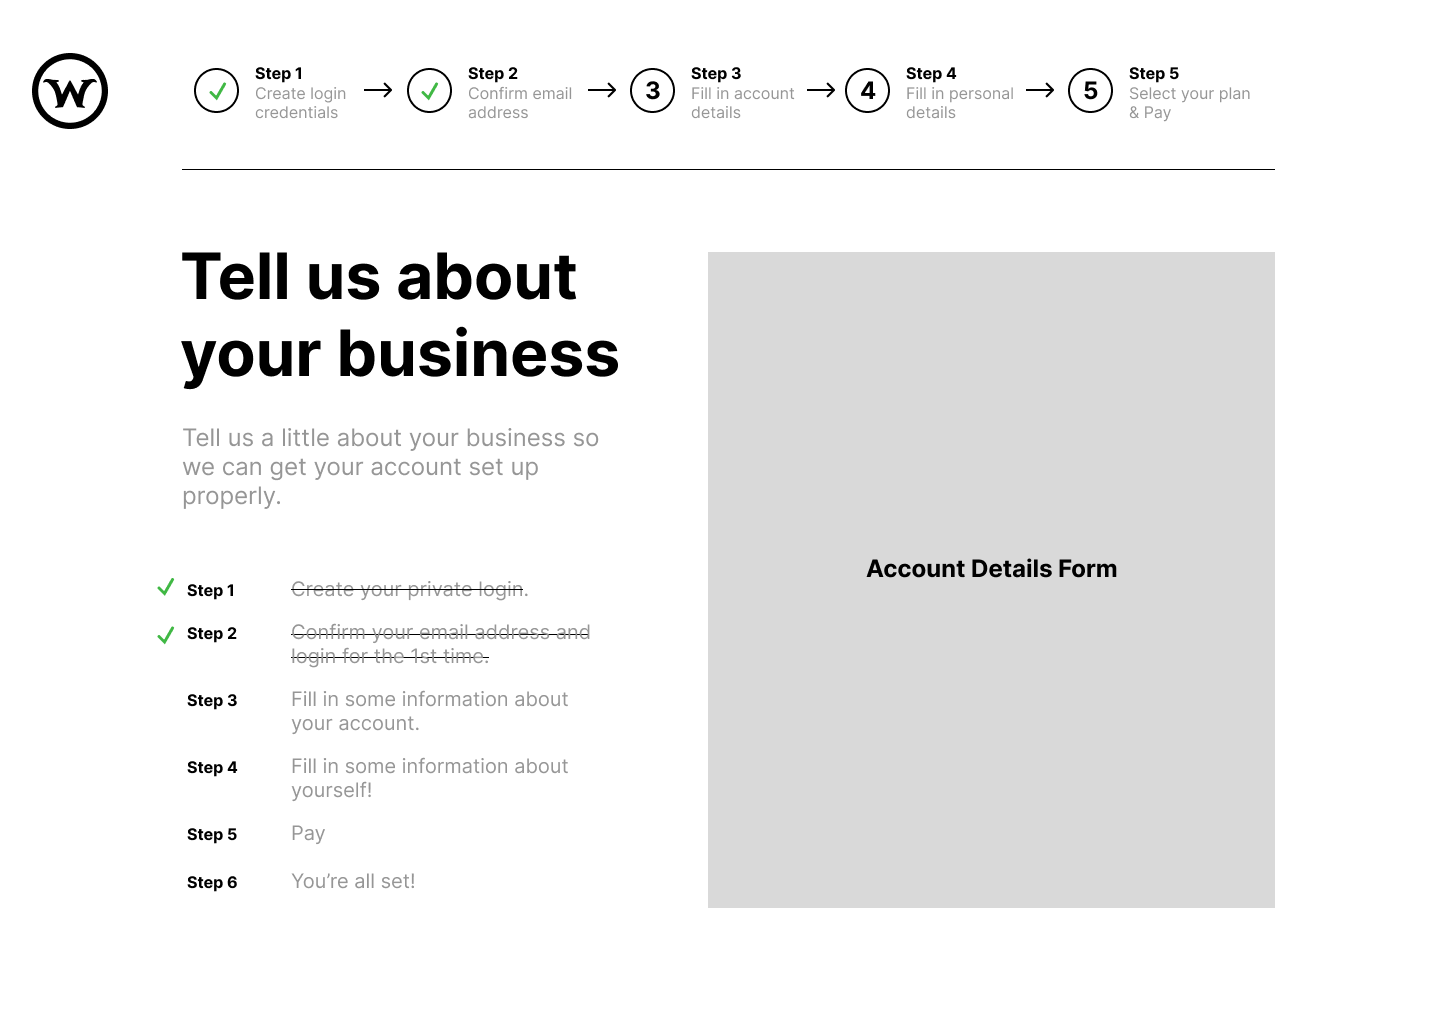 W
Step 1
Create login
credentials
Step 2
Confirm email
address
3
Step 3
Fill in account
details
4
Step 4
Fill in personal
details
5
Step 5
Select your plan
& Pay
Tell us about
your business
Tell us a little about your business so
we can get your account set up
properly.
Step 1 Create your private login.
Step 2 Confirm your email address and
login for the 1st time.
Step 3 Fill in some information about
your account.
Step 4 Fill in some information about
yourself!
Step 5 Pay
Step 6 You’re all set!
Account Details Form